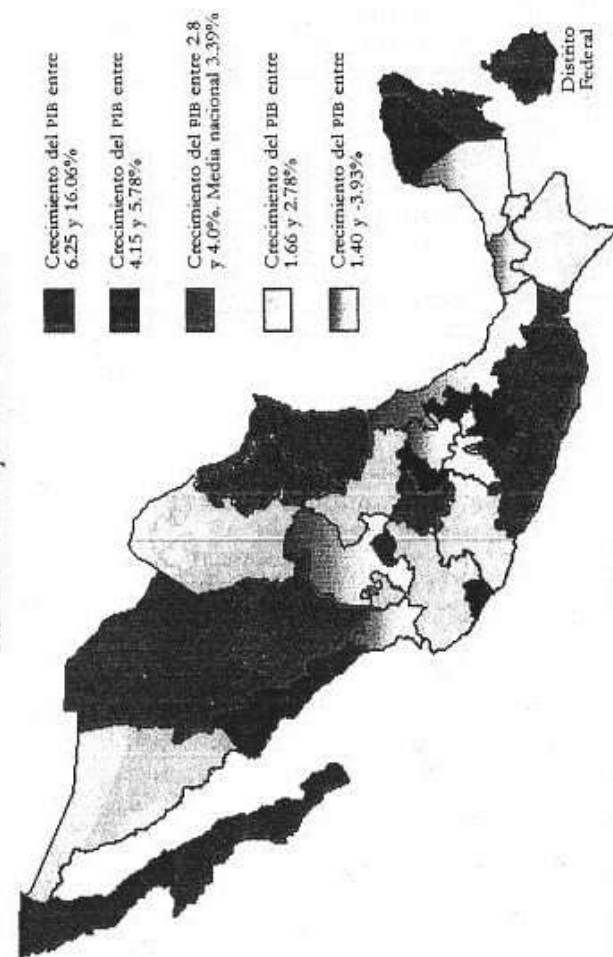 Crecimiento del PIB entre
6.25 y 16.06%
Crecimiento del PIB entre
4.15 y 5.78%
Crecimiento del PIB entre 2.8
y 4.0%. Media nacional 3.39%
Crecimiento del PIB entre
1.66 y 2.78%
Crecimiento del PIB entre
1.40 y -3.93%
Distrito
Federal